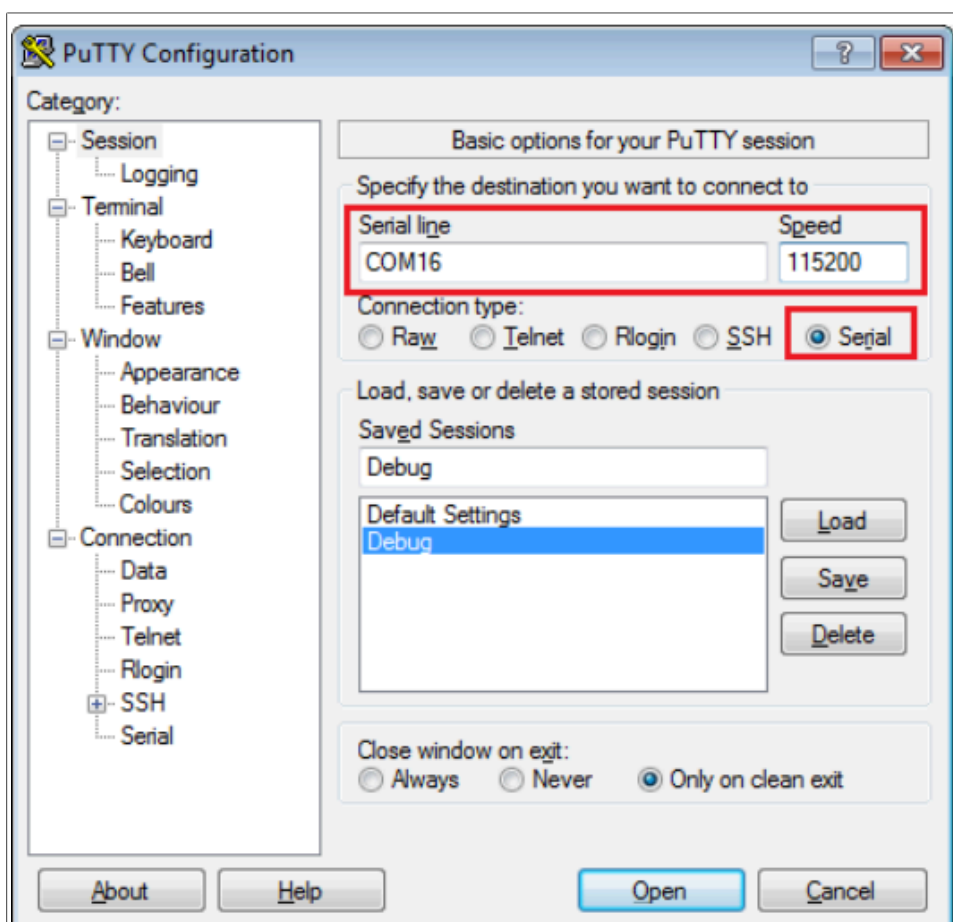 PuTTY Configuration
?
Category:
Session
Logging
Terminal
Keyboard
Bell
Features
Window
Appearance
Behaviour
Translation
Selection
Colours
Connection
Data
Proxy
Telnet
Rlogin
SSH
Serial
Basic options for your PuTTY session
Specify the destination you want to connect to
Serial line Speed
COM16 115200
Connection type:
Raw Telnet Rlogin SSH Serial
Load, save or delete a stored session
Saved Sessions
Debug
Default Settings
Debug
Load
Save
Delete
Close window on exit:
Always Never Only on clean exit
About Help Open Cancel